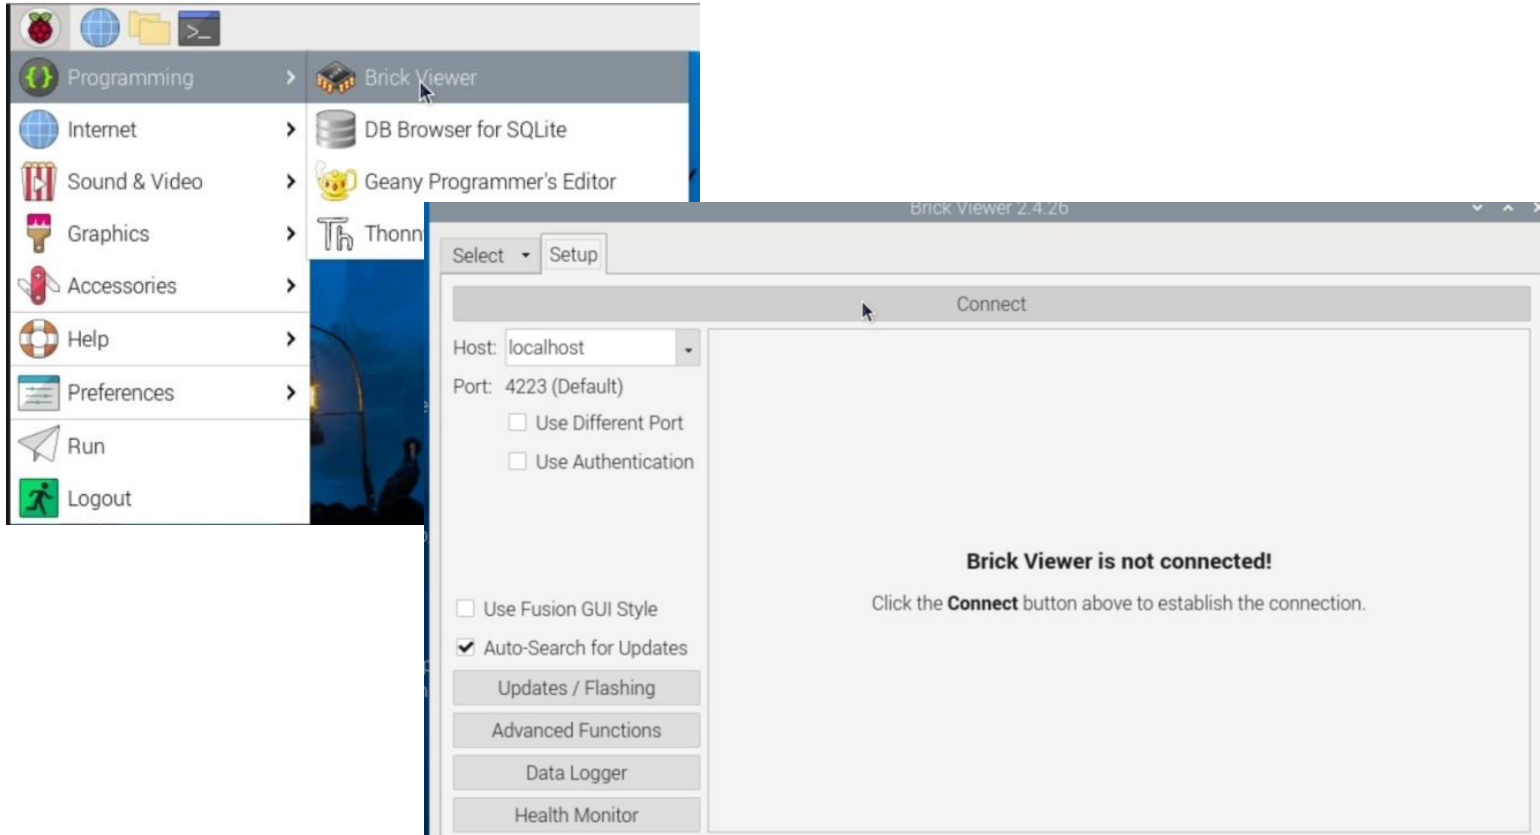 Programming
Brick Viewer
Internet
DB Browser for SQLite
Sound & Video
Geany Programmer's Editor
Graphics
Thonn
Accessories
Help
Preferences
Run
Logout
Brick Viewer 2.4.26
Select
Setup
Connect
Host: localhost
Port: 4223 (Default)
Use Different Port
Use Authentication
Brick Viewer is not connected!
Click the Connect button above to establish the connection.
Use Fusion GUI Style
Auto-Search for Updates
Updates / Flashing
Advanced Functions
Data Logger
Health Monitor